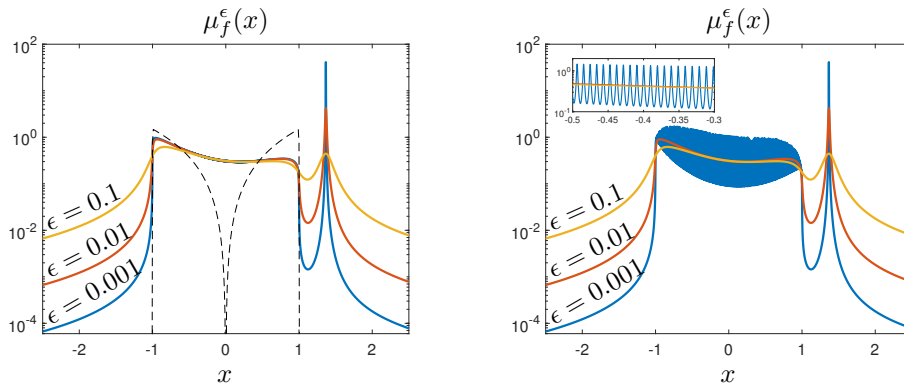 μ_f^ϵ(x)
10^2
10^0
10^-2
10^-4
ϵ = 0.1
ϵ = 0.01
ϵ = 0.001
-2 -1 0 1 2
x
μ_f^ϵ(x)
10^2
10^0
10^-2
10^-4
10^0
10^-1
-0.5 -0.45 -0.4 -0.35 -0.3
ϵ = 0.1
ϵ = 0.01
ϵ = 0.001
-2 -1 0 1 2
x